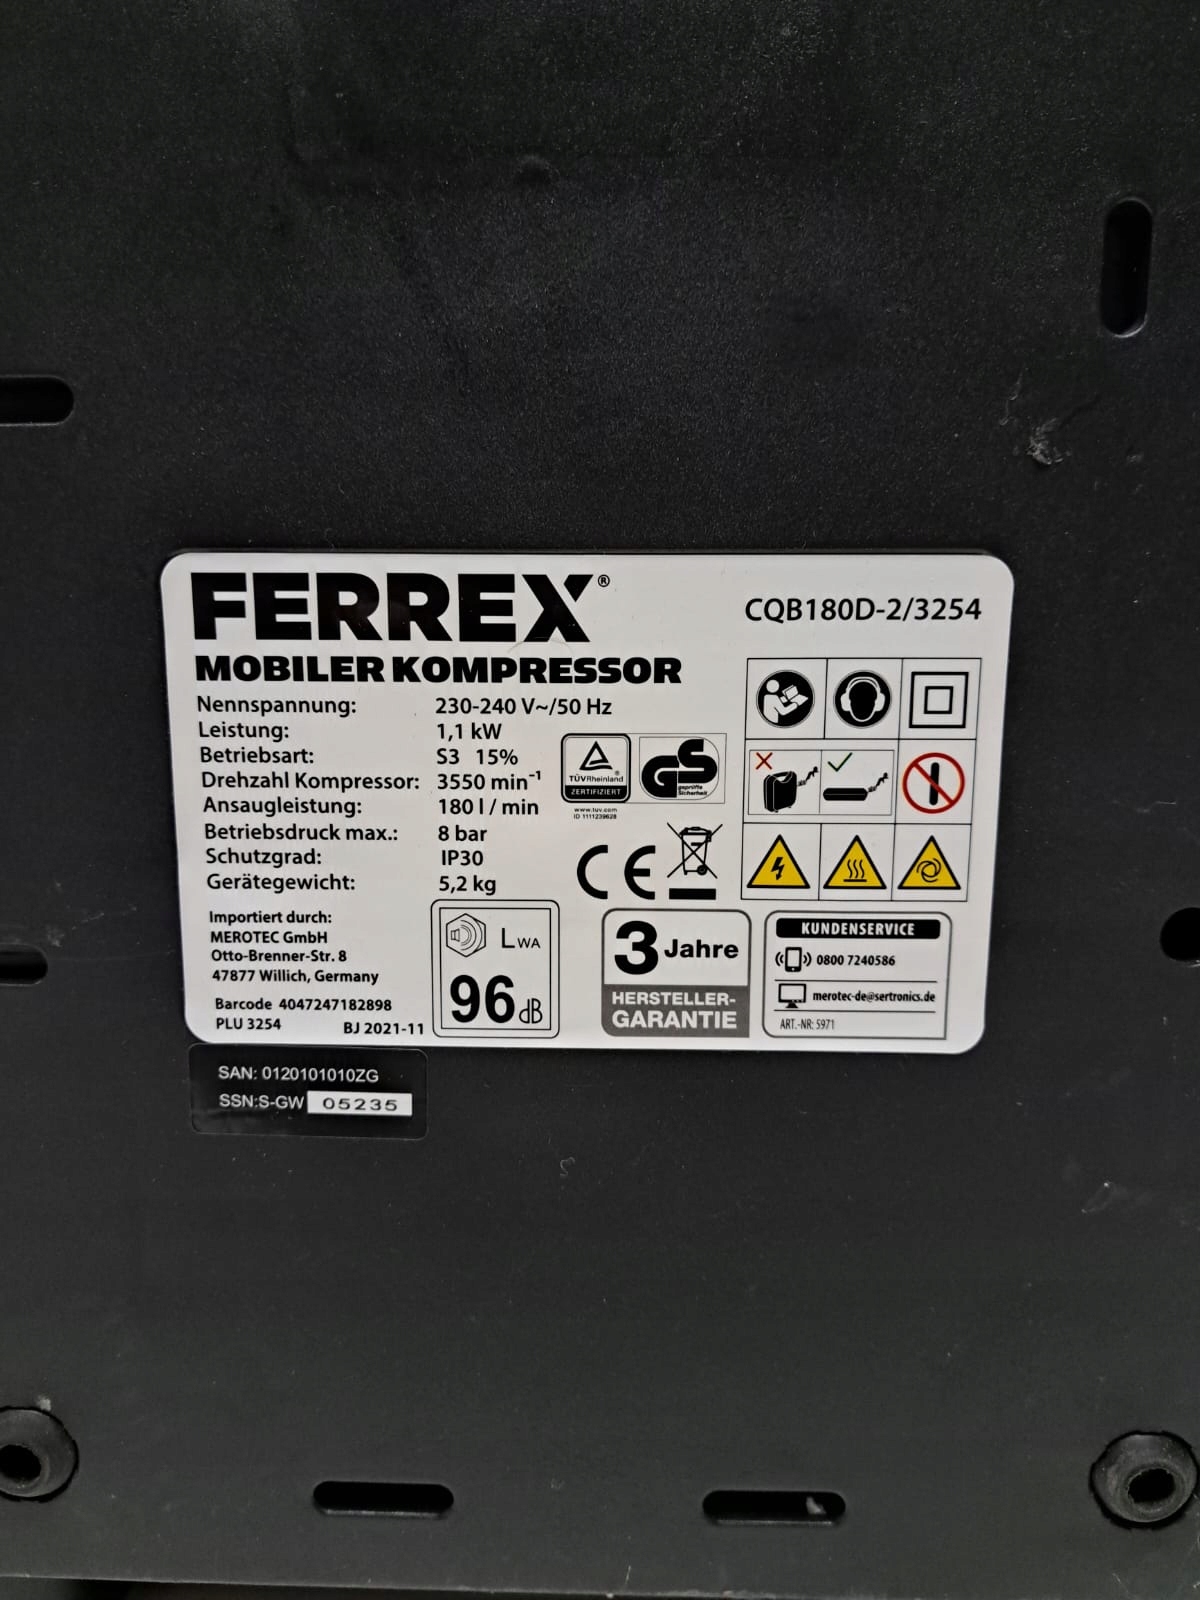 FERREX®
CQB180D-2/3254
MOBILER KOMPRESSOR
Nennspannung: 230-240 V~/50 Hz
Leistung: 1,1 kW
Betriebsart: S3 15%
Drehzahl Kompressor: 3550 min⁻¹
Ansaugleistung: 180 l / min
Betriebsdruck max.: 8 bar
Schutzgrad: IP30
Gerätegewicht: 5,2 kg
TÜVRheinland®
ZERTIFIZIERT
www.tuv.com
ID 1111239628
GS
geprüfte
Sicherheit
CE
Importiert durch:
MEROTEC GmbH
Otto-Brenner-Str. 8
47877 Willich, Germany
Barcode 4047247182898
PLU 3254 BJ 2021-11
LWA
96 dB
3 Jahre
HERSTELLER-
GARANTIE
KUNDENSERVICE
0800 7240586
merotec-de@sertronics.de
ART.-NR: 5971
SAN: 0120101010ZG
SSN:S-GW 05235